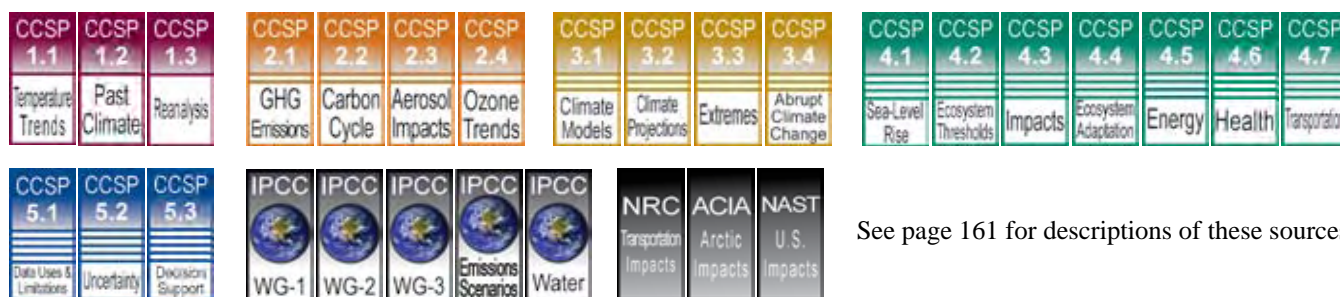 CCSP CCSP CCSP
1.1 1.2 1.3
Temperature Trends
Past Climate
Reanalysis
CCSP CCSP CCSP CCSP
2.1 2.2 2.3 2.4
GHG Emissions
Carbon Cycle
Aerosol Impacts
Ozone Trends
CCSP CCSP CCSP CCSP
3.1 3.2 3.3 3.4
Climate Models
Climate Projections
Extremes
Abrupt Climate Change
CCSP CCSP CCSP CCSP CCSP CCSP CCSP
4.1 4.2 4.3 4.4 4.5 4.6 4.7
Sea-Level Rise
Ecosystem Thresholds
Impacts
Ecosystem Adaptation
Energy
Health
Transportation
CCSP CCSP CCSP
5.1 5.2 5.3
Data Uses & Limitations
Uncertainty
Decision Support
IPCC IPCC IPCC IPCC IPCC
WG-1
WG-2
WG-3
Emissions Scenarios
Water
NRC ACIA NAST
Transportation Impacts
Arctic Impacts
U.S. Impacts
See page 161 for descriptions of these source